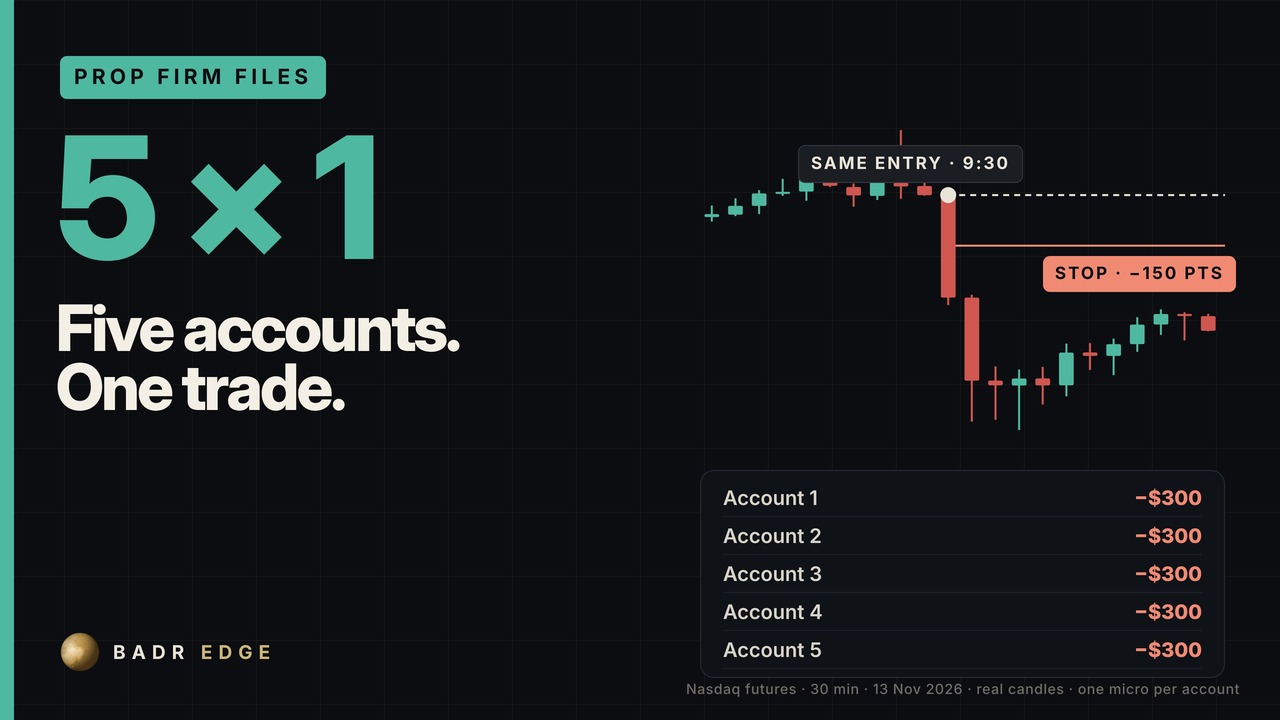 PROP FIRM FILES
5×1
Five accounts.
One trade.
SAME ENTRY · 9:30
STOP · −150 PTS
Account 1 −$300
Account 2 −$300
Account 3 −$300
Account 4 −$300
Account 5 −$300
BADR EDGE
Nasdaq futures · 30 min · 13 Nov 2026 · real candles · one micro per account